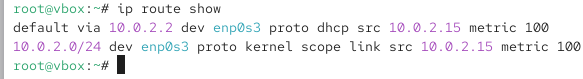 root@vbox:~# ip route show
default via 10.0.2.2 dev enp0s3 proto dhcp src 10.0.2.15 metric 100
10.0.2.0/24 dev enp0s3 proto kernel scope link src 10.0.2.15 metric 100
root@vbox:~#